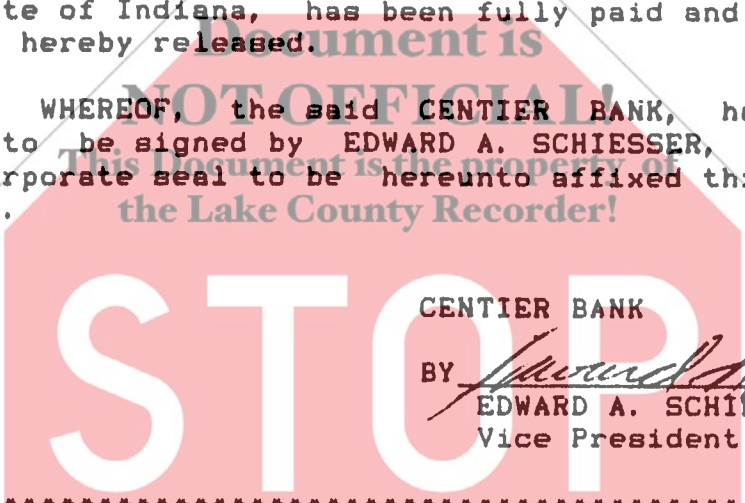 te of Indiana, has been fully paid and
hereby released.
Document is
NOT OFFICIAL!
WHEREOF, the said CENTIER BANK, h
to be signed by EDWARD A. SCHIESSER,
This Document is the property of
rporate seal to be hereunto affixed th
the Lake County Recorder!
STOP
CENTIER BANK
BY
EDWARD A. SCHI
Vice President